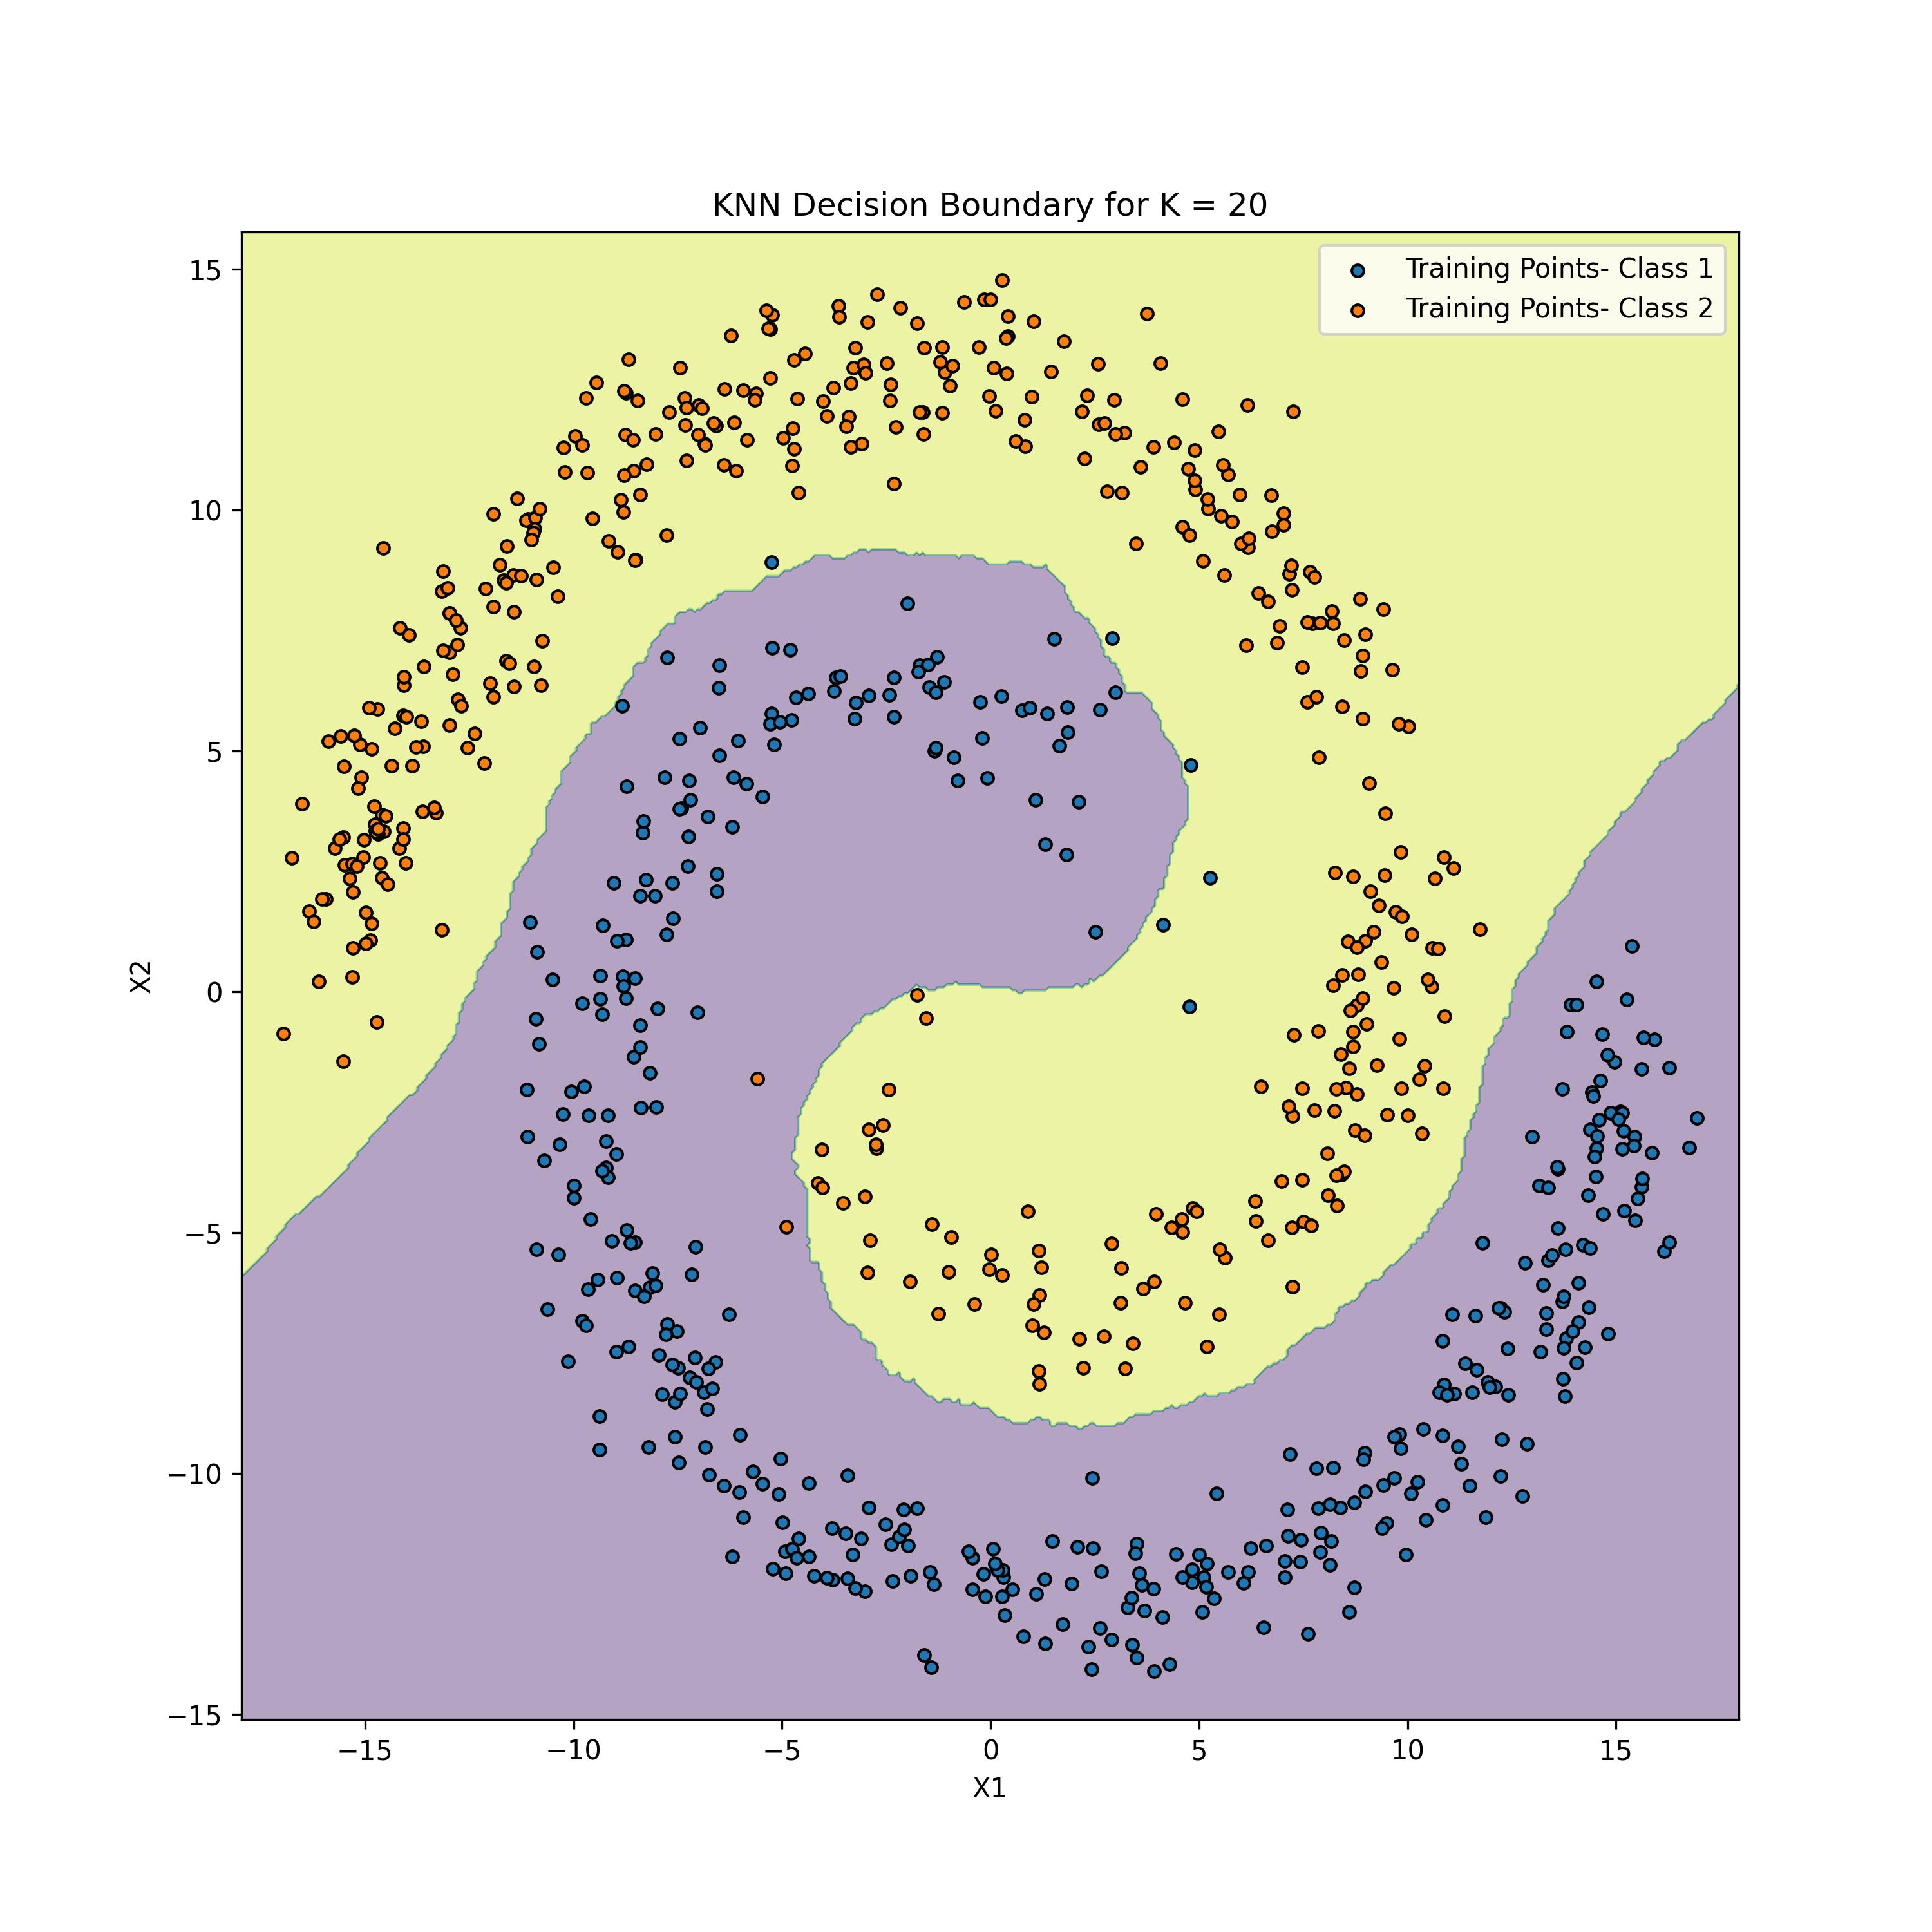 KNN Decision Boundary for K = 20
Training Points- Class 1
Training Points- Class 2
15
10
5
0
−5
−10
−15
X2
−15
−10
−5
0
5
10
15
X1